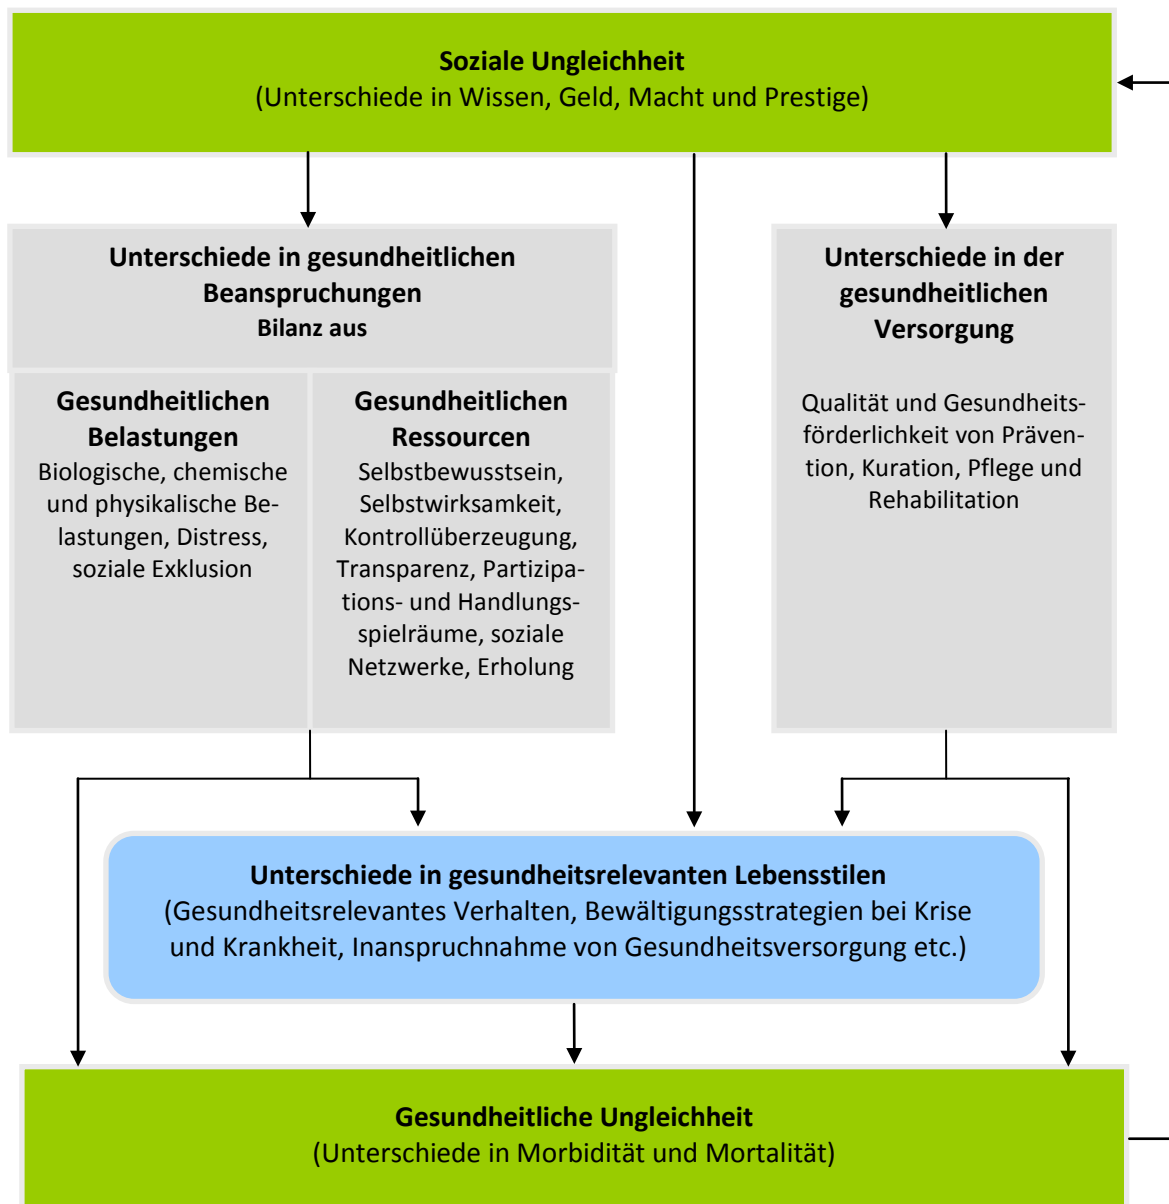 Soziale Ungleichheit
(Unterschiede in Wissen, Geld, Macht und Prestige)
Unterschiede in gesundheitlichen
Beanspruchungen
Bilanz aus
Gesundheitlichen
Belastungen
Biologische, chemische
und physikalische Be-
lastungen, Distress,
soziale Exklusion
Gesundheitlichen
Ressourcen
Selbstbewusstsein,
Selbstwirksamkeit,
Kontrollüberzeugung,
Transparenz, Partizipa-
tions- und Handlungs-
spielräume, soziale
Netzwerke, Erholung
Unterschiede in der
gesundheitlichen
Versorgung
Qualität und Gesundheits-
förderlichkeit von Präven-
tion, Kuration, Pflege und
Rehabilitation
Unterschiede in gesundheitsrelevanten Lebensstilen
(Gesundheitsrelevantes Verhalten, Bewältigungsstrategien bei Krise
und Krankheit, Inanspruchnahme von Gesundheitsversorgung etc.)
Gesundheitliche Ungleichheit
(Unterschiede in Morbidität und Mortalität)